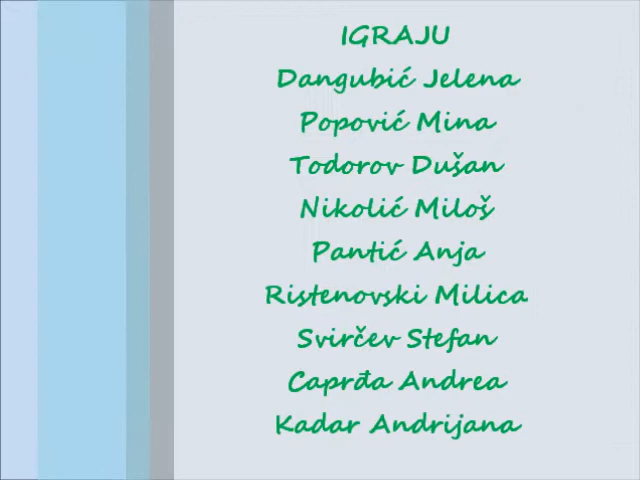 IGRAJU
Dangubić Jelena
Popović Mina
Todorov Dušan
Nikolić Miloš
Pantić Anja
Ristenovski Milica
Svirčev Stefan
Caprđa Andrea
Kadar Andrijana